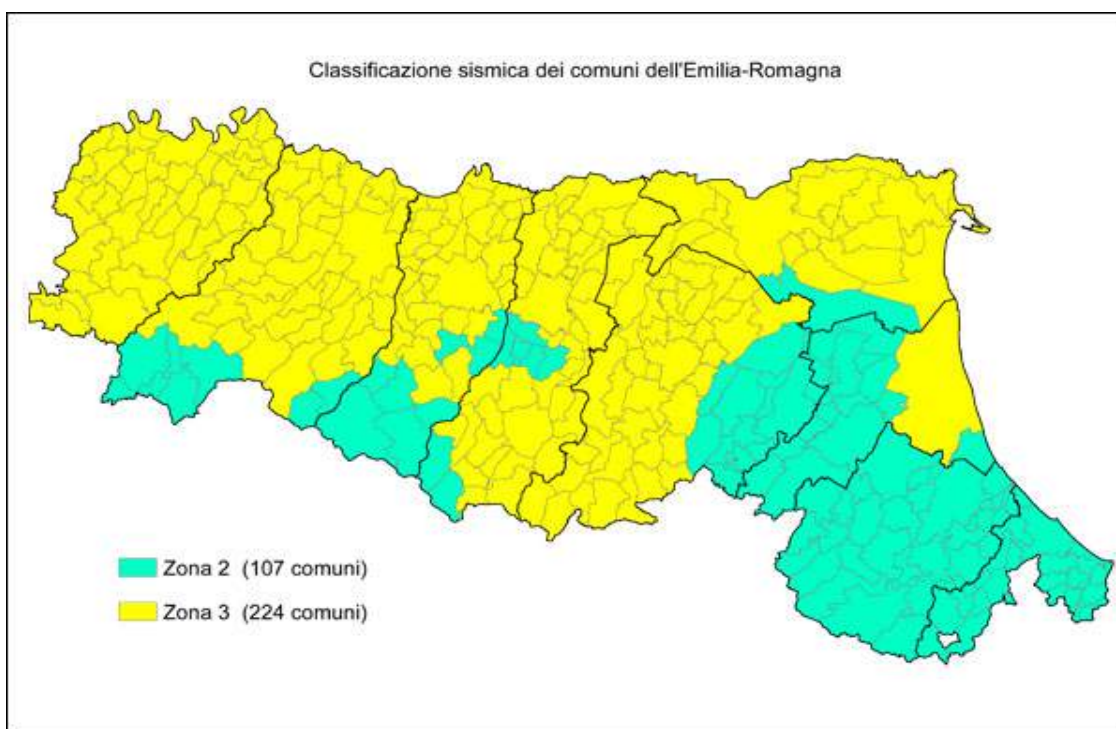 Classificazione sismica dei comuni dell'Emilia-Romagna
Zona 2 (107 comuni)
Zona 3 (224 comuni)